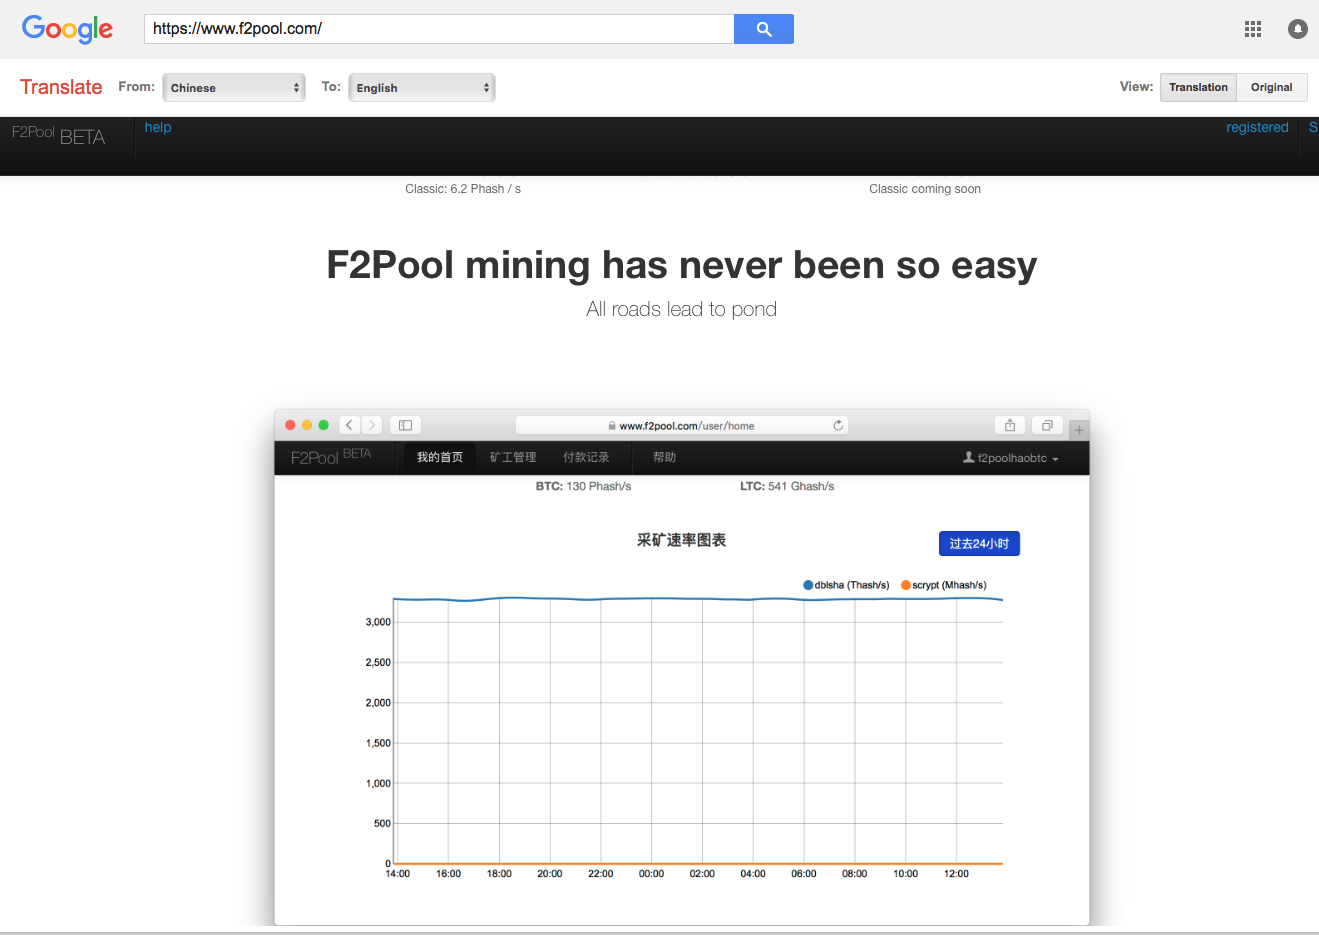 Google
https://www.f2pool.com/
Translate From: Chinese To: English View: Translation Original
F2Pool BETA help registered S
Classic: 6.2 Phash / s Classic coming soon
F2Pool mining has never been so easy
All roads lead to pond
www.f2pool.com/user/home
F2Pool BETA 我的首页 矿工管理 付款记录 帮助 f2poolhaobtc
BTC: 130 Phash/s LTC: 541 Ghash/s
采矿速率图表
过去24小时
dblsha (Thash/s) scrypt (Mhash/s)
3,000
2,500
2,000
1,500
1,000
500
0
14:00 16:00 18:00 20:00 22:00 00:00 02:00 04:00 06:00 08:00 10:00 12:00